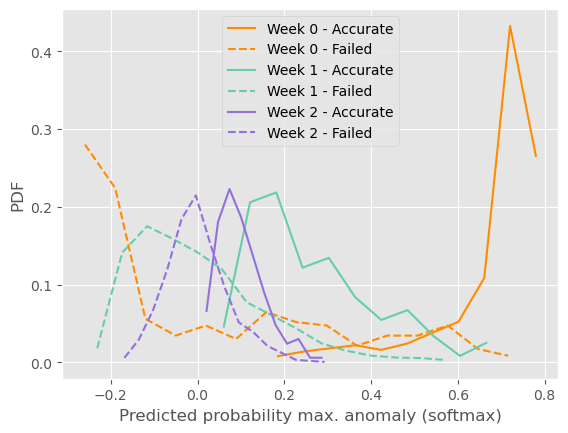 Week 0 - Accurate
Week 0 - Failed
Week 1 - Accurate
Week 1 - Failed
Week 2 - Accurate
Week 2 - Failed
PDF
0.4
0.3
0.2
0.1
0.0
−0.2 0.0 0.2 0.4 0.6 0.8
Predicted probability max. anomaly (softmax)